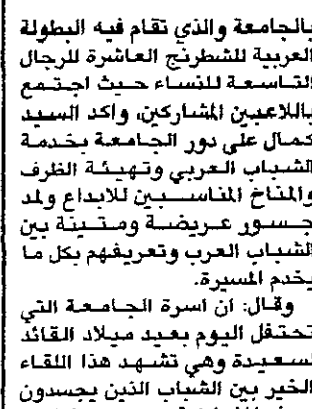 بالجامعة والذي تقام فيه البطولة
العربية للشطرنج العاشرة للرجال
التاسعة للنساء حيث اجتمع
باللاعبين المشاركين، واكد السيد
كمال على دور الجامعة بخدمة
الشباب العربي وتهيئة الظرف
والمناخ المناسبين للابداع ولمد
جسور عريضة ومتينة بين
الشباب العرب وتعريفهم بكل ما
يخدم المسيرة.
وقال: ان اسرة الجامعة التي
تحتفل اليوم بعيد ميلاد القائد
لسعيدة وهي تشهد هذا اللقاء
الخير بين الشباب الذين يجسدون